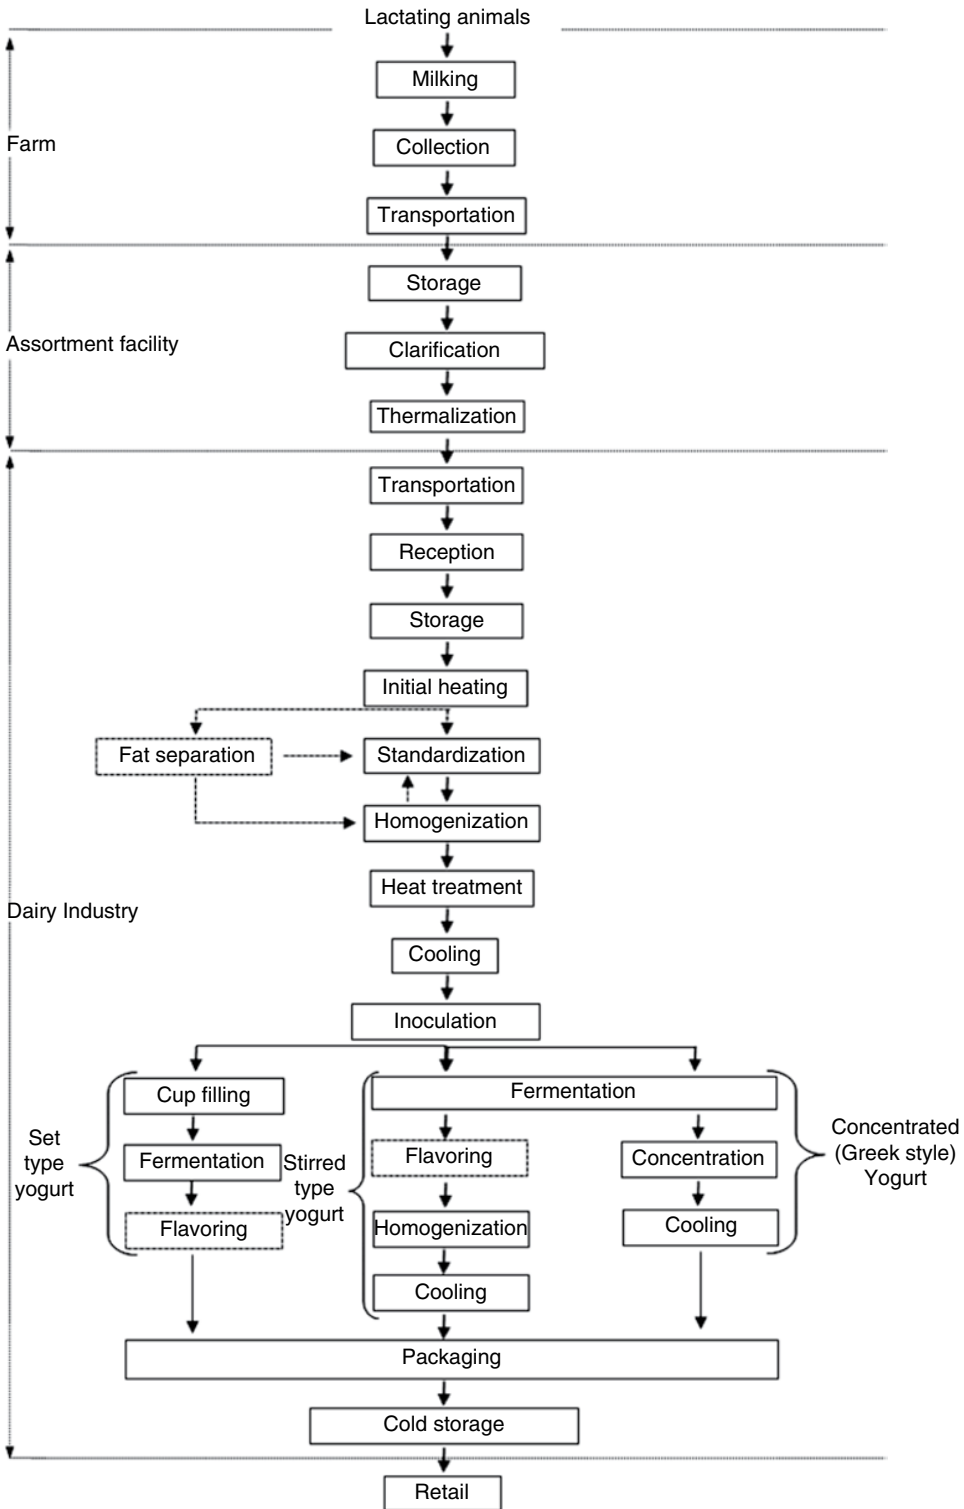 Lactating animals
Milking
Farm
Collection
Transportation
Storage
Assortment facility
Clarification
Thermalization
Transportation
Reception
Storage
Initial heating
Fat separation
Standardization
Homogenization
Heat treatment
Dairy Industry
Cooling
Inoculation
Set
type
yogurt
Cup filling
Fermentation
Flavoring
Stirred
type
yogurt
Fermentation
Flavoring
Homogenization
Cooling
Concentration
Cooling
Concentrated
(Greek style)
Yogurt
Packaging
Cold storage
Retail